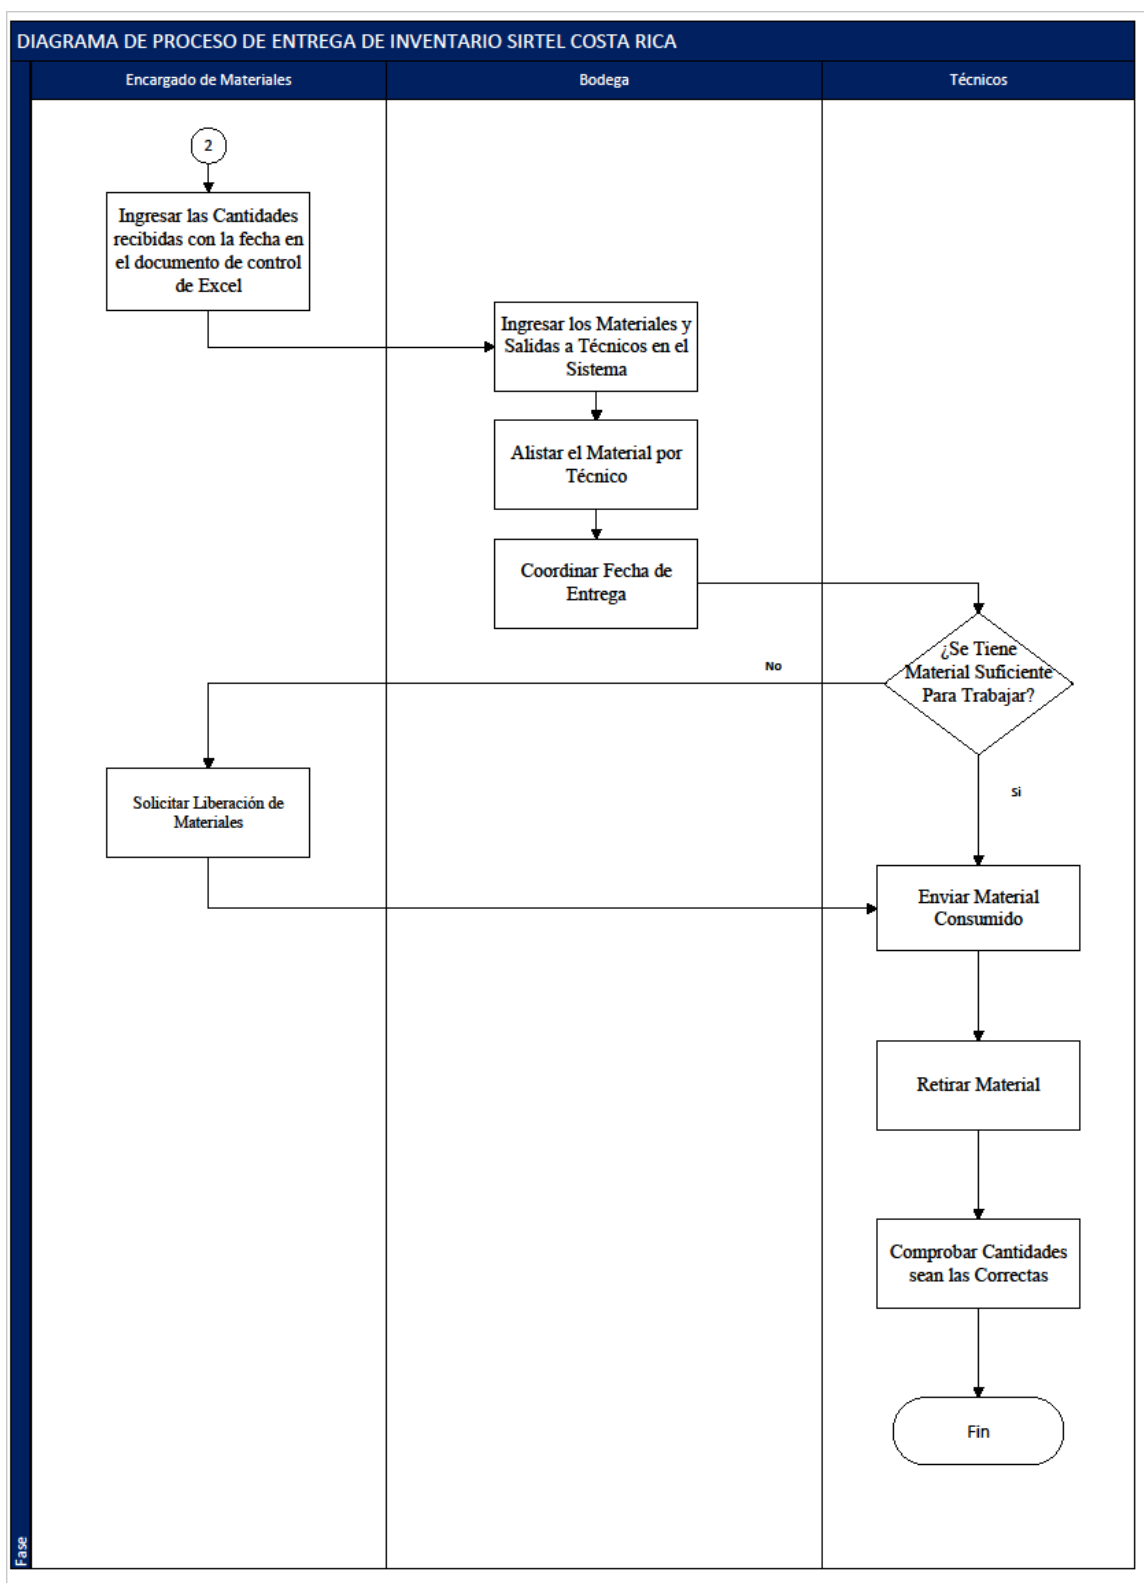 DIAGRAMA DE PROCESO DE ENTREGA DE INVENTARIO SIRTEL COSTA RICA
Encargado de Materiales
Bodega
Técnicos
2
Ingresar las Cantidades
recibidas con la fecha en
el documento de control
de Excel
Ingresar los Materiales y
Salidas a Técnicos en el
Sistema
Alistar el Material por
Técnico
Coordinar Fecha de
Entrega
¿Se Tiene
Material Suficiente
Para Trabajar?
No
Si
Solicitar Liberación de
Materiales
Enviar Material
Consumido
Retirar Material
Comprobar Cantidades
sean las Correctas
Fin
Fase